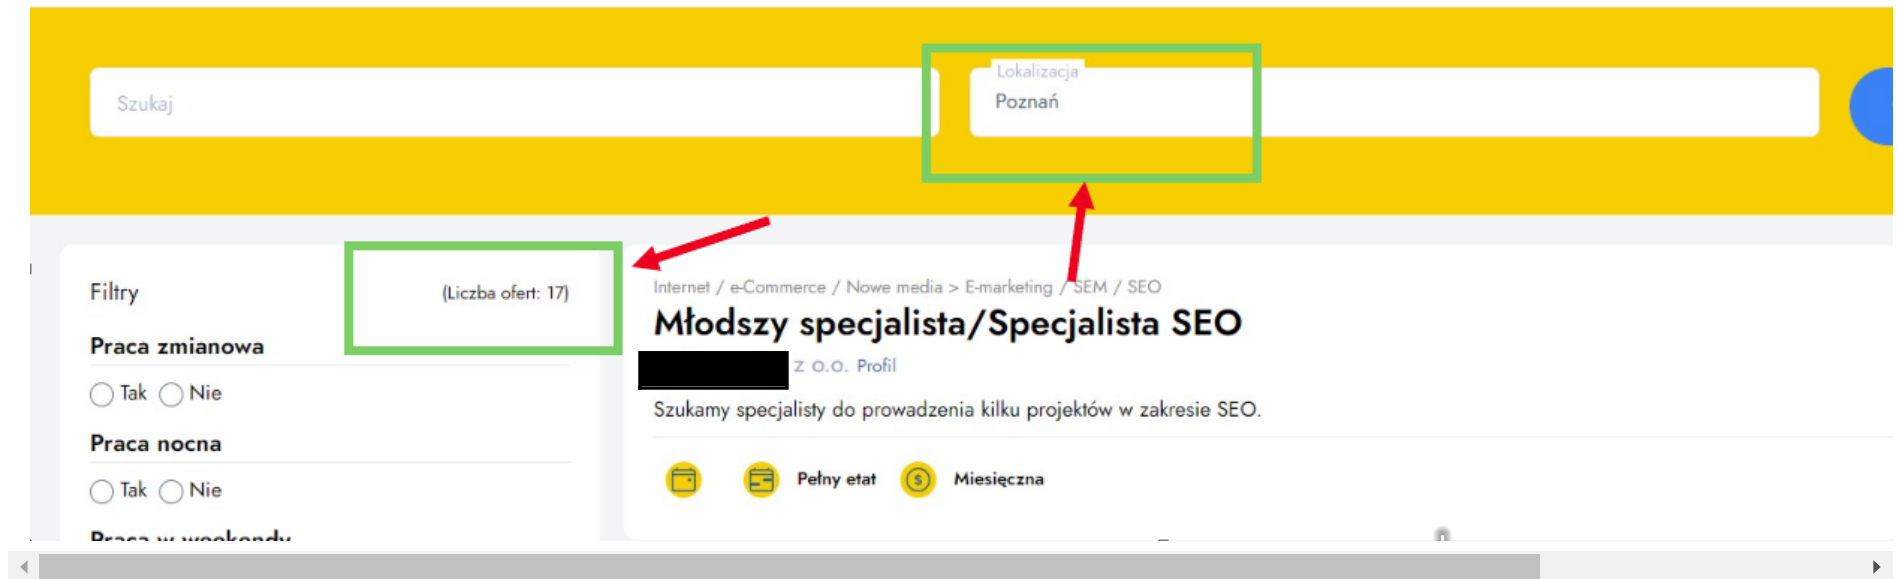 Szukaj
Lokalizacja
Poznań
Filtry
(Liczba ofert: 17)
Praca zmianowa
Tak Nie
Praca nocna
Tak Nie
Praca w weekendy
Internet / e-Commerce / Nowe media > E-marketing / SEM / SEO
Młodszy specjalista/Specjalista SEO
z o.o. Profil
Szukamy specjalisty do prowadzenia kilku projektów w zakresie SEO.
Pełny etat Miesięczna